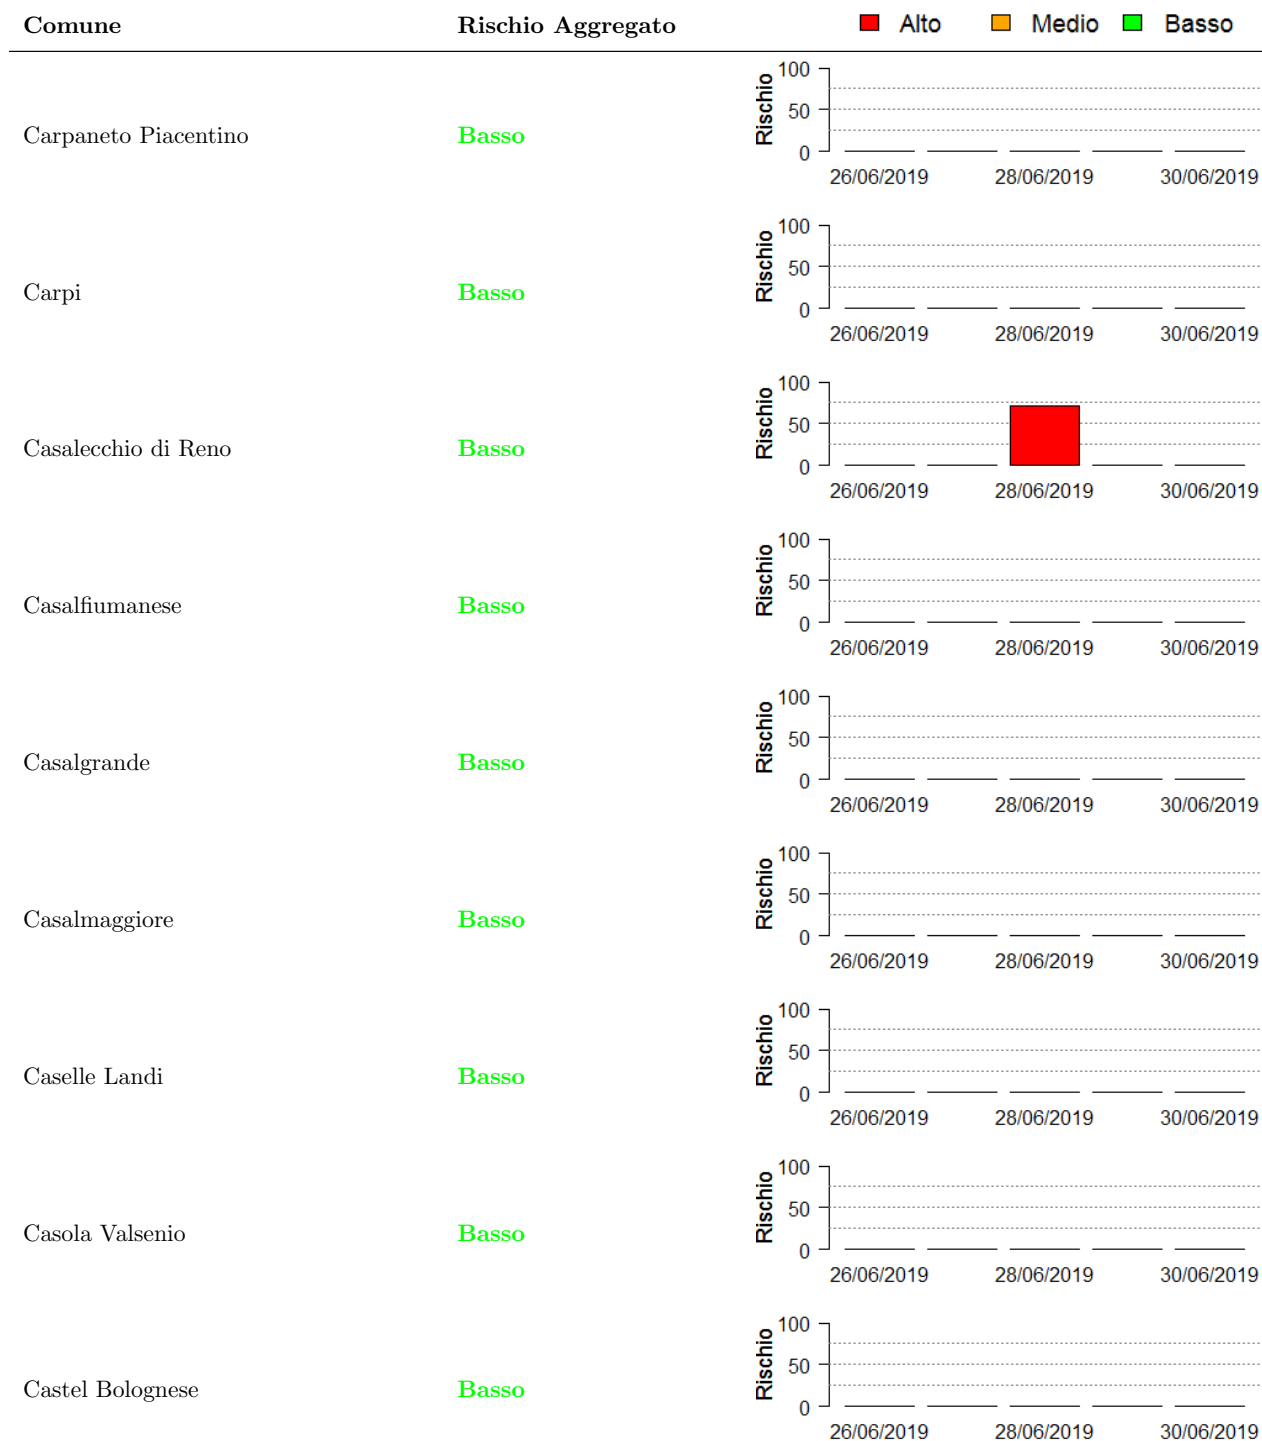 Comune Rischio Aggregato Alto Medio Basso
Carpaneto Piacentino Basso
Rischio
100
50
0
26/06/2019 28/06/2019 30/06/2019
Carpi Basso
Rischio
100
50
0
26/06/2019 28/06/2019 30/06/2019
Casalecchio di Reno Basso
Rischio
100
50
0
26/06/2019 28/06/2019 30/06/2019
Casalfiumanese Basso
Rischio
100
50
0
26/06/2019 28/06/2019 30/06/2019
Casalgrande Basso
Rischio
100
50
0
26/06/2019 28/06/2019 30/06/2019
Casalmaggiore Basso
Rischio
100
50
0
26/06/2019 28/06/2019 30/06/2019
Caselle Landi Basso
Rischio
100
50
0
26/06/2019 28/06/2019 30/06/2019
Casola Valsenio Basso
Rischio
100
50
0
26/06/2019 28/06/2019 30/06/2019
Castel Bolognese Basso
Rischio
100
50
0
26/06/2019 28/06/2019 30/06/2019